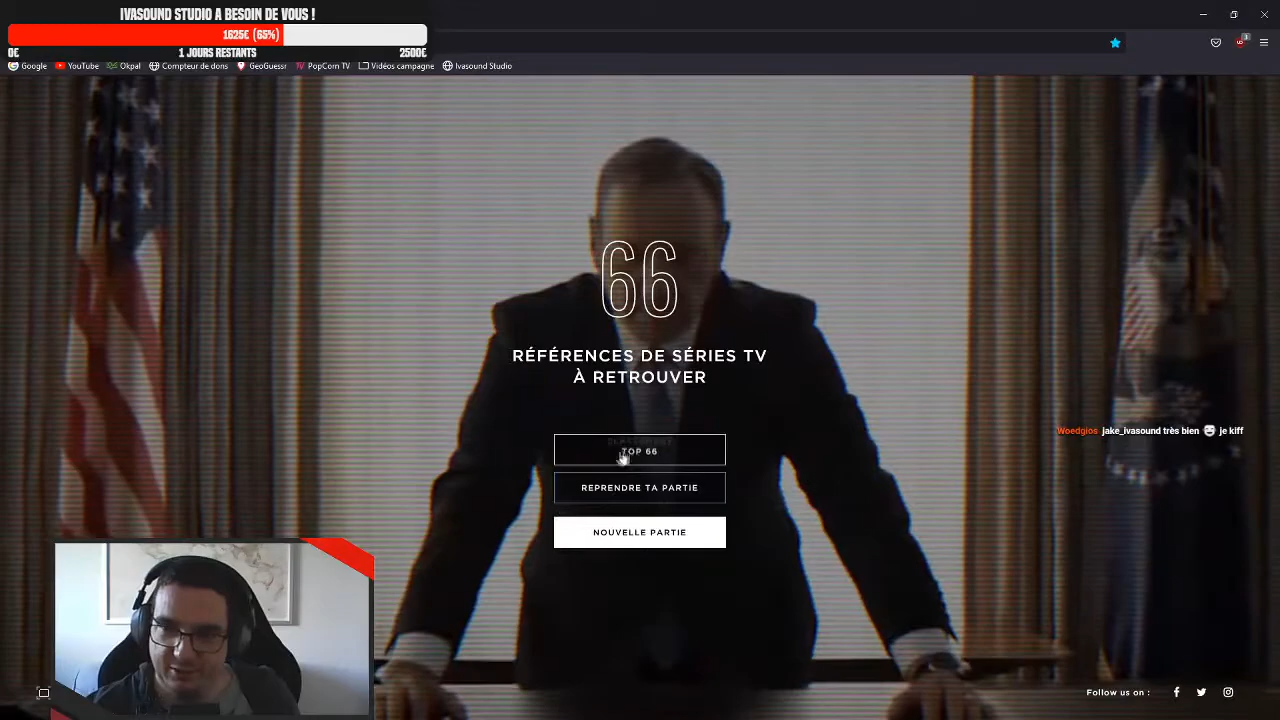 IVASOUND STUDIO A BESOIN DE VOUS !
1625€ (65%)
0€ 1 JOURS RESTANTS 2500€
Google YouTube Okpal Compteur de dons GeoGuessr PopCorn TV Vidéos campagne Ivasound Studio
66
RÉFÉRENCES DE SÉRIES TV
À RETROUVER
Woedgios jake_ivasound très bien je kiff
TOP 66
REPRENDRE TA PARTIE
NOUVELLE PARTIE
Follow us on :